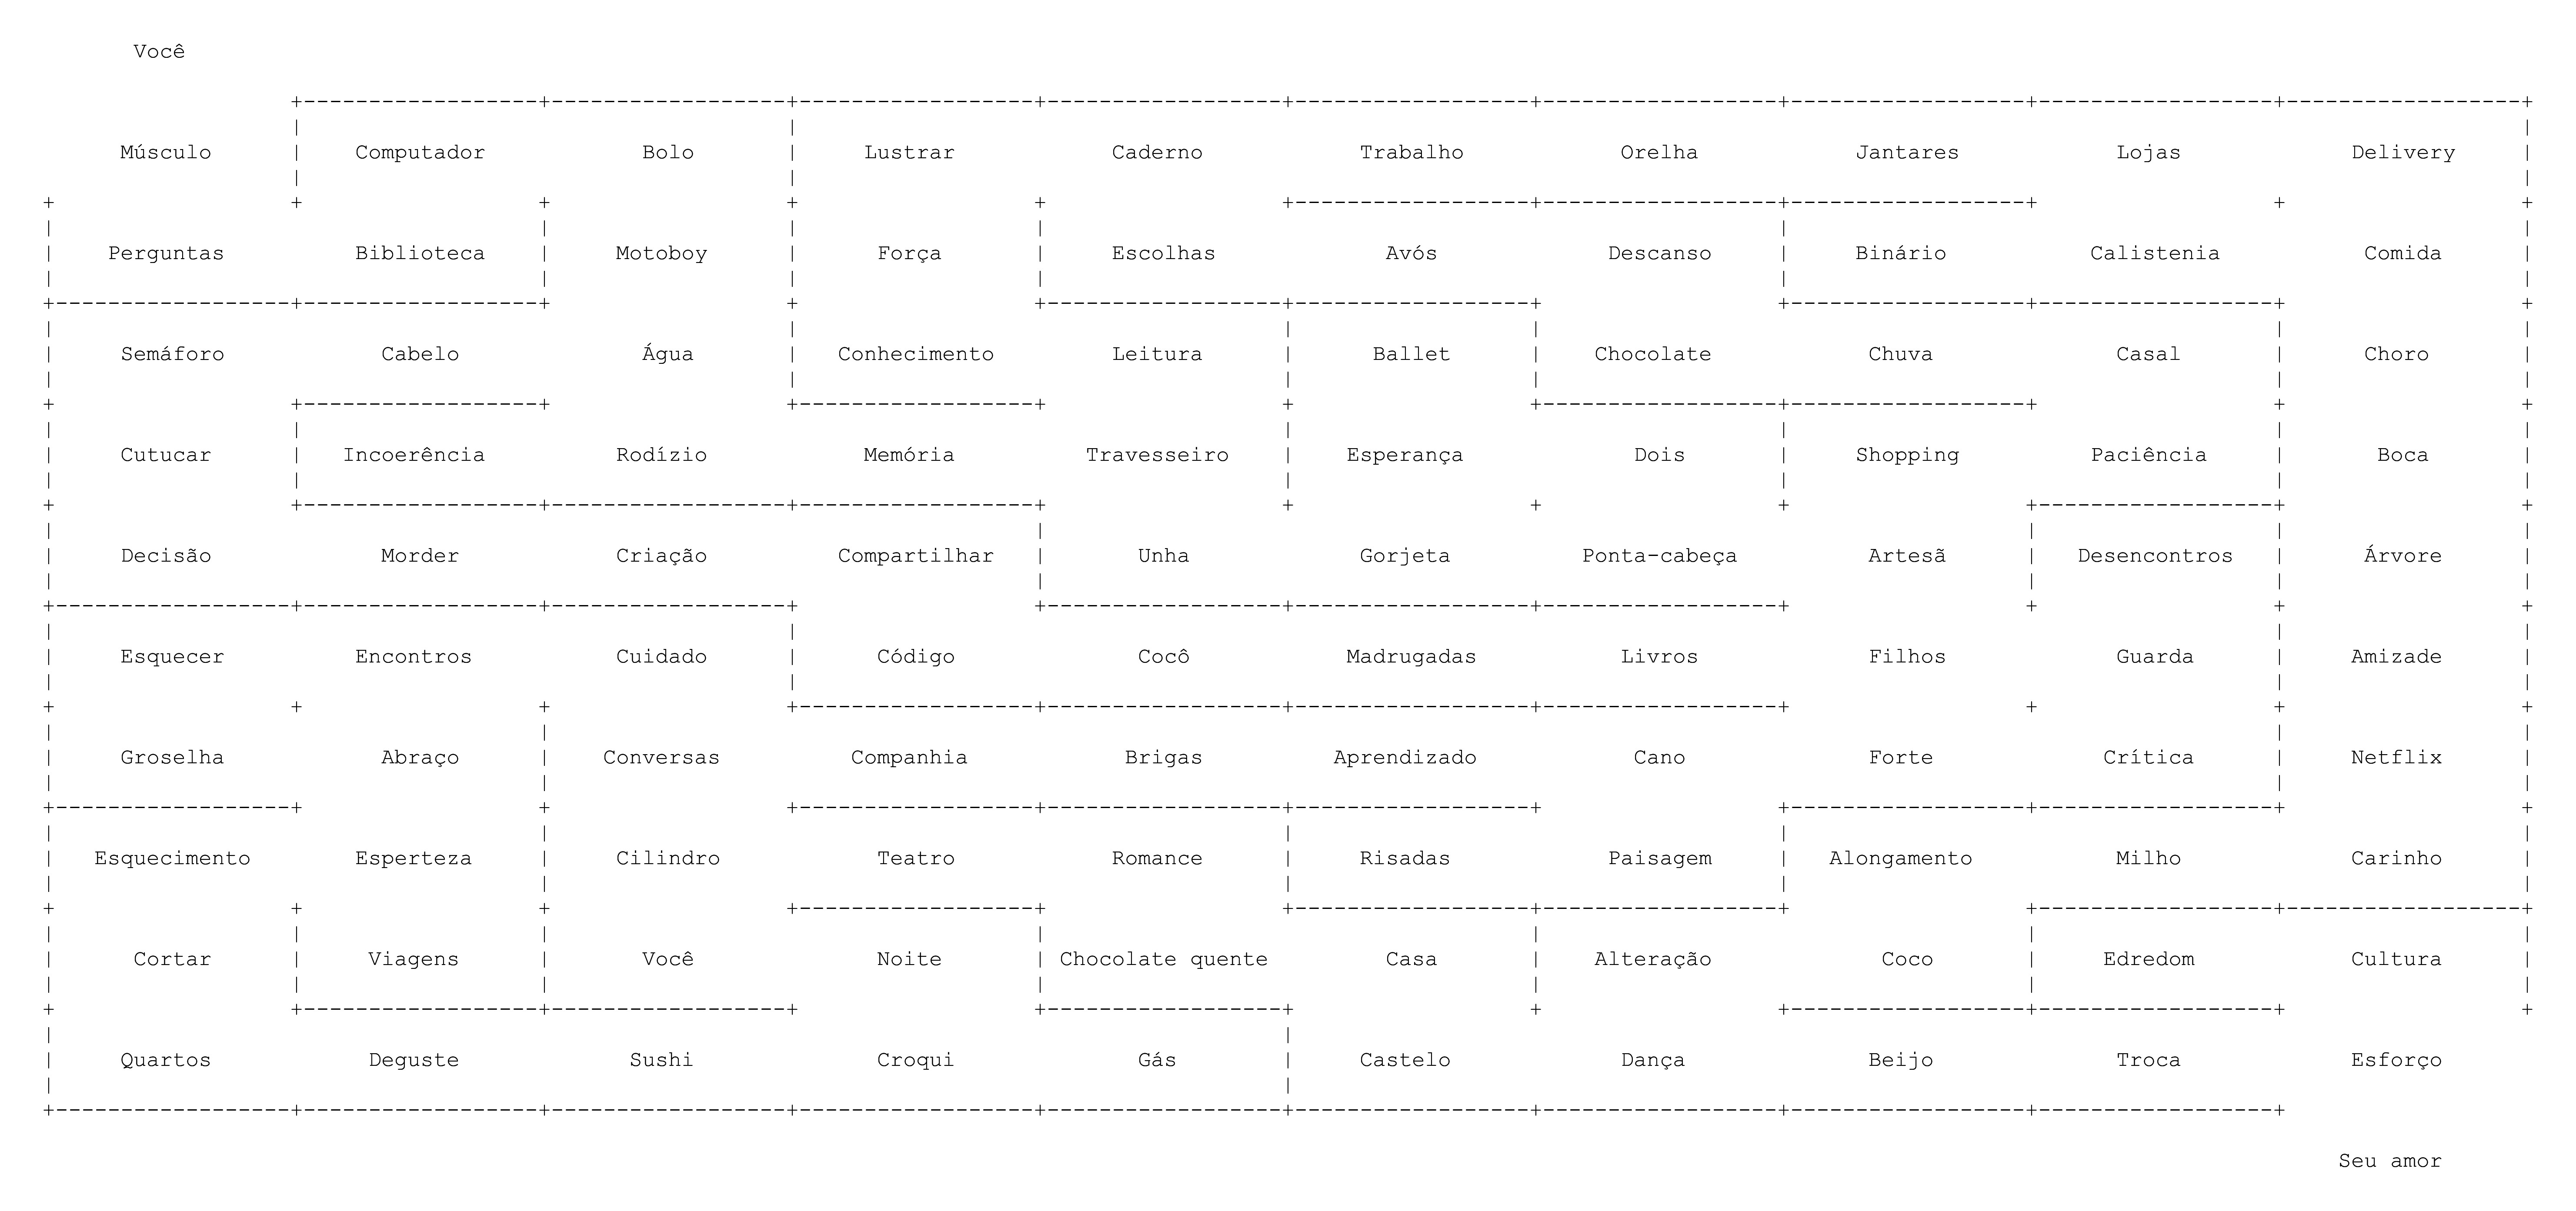 Você
Músculo Computador Bolo Lustrar Caderno Trabalho Orelha Jantares Lojas Delivery
Perguntas Biblioteca Motoboy Força Escolhas Avós Descanso Binário Calistenia Comida
Semáforo Cabelo Água Conhecimento Leitura Ballet Chocolate Chuva Casal Choro
Cutucar Incoerência Rodízio Memória Travesseiro Esperança Dois Shopping Paciência Boca
Decisão Morder Criação Compartilhar Unha Gorjeta Ponta-cabeça Artesã Desencontros Árvore
Esquecer Encontros Cuidado Código Cocô Madrugadas Livros Filhos Guarda Amizade
Groselha Abraço Conversas Companhia Brigas Aprendizado Cano Forte Crítica Netflix
Esquecimento Esperteza Cilindro Teatro Romance Risadas Paisagem Alongamento Milho Carinho
Cortar Viagens Você Noite Chocolate quente Casa Alteração Coco Edredom Cultura
Quartos Deguste Sushi Croqui Gás Castelo Dança Beijo Troca Esforço
Seu amor